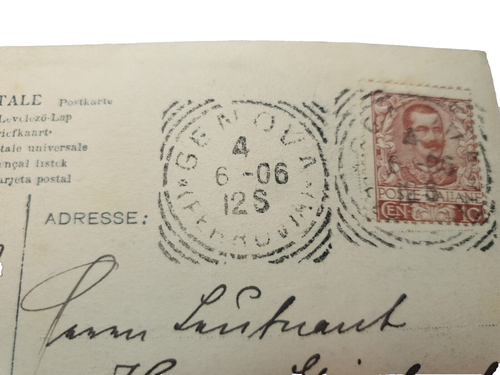 TALE Postkarte
Levelező-Lap
riefkaart
tale universale
ençal listek
arjeta postal
GENOVA
4
6 -06
12S
*(FERROVIA)*
POSTE ITALIANE
CENT. 10
ADRESSE:
Herrn Leutnant